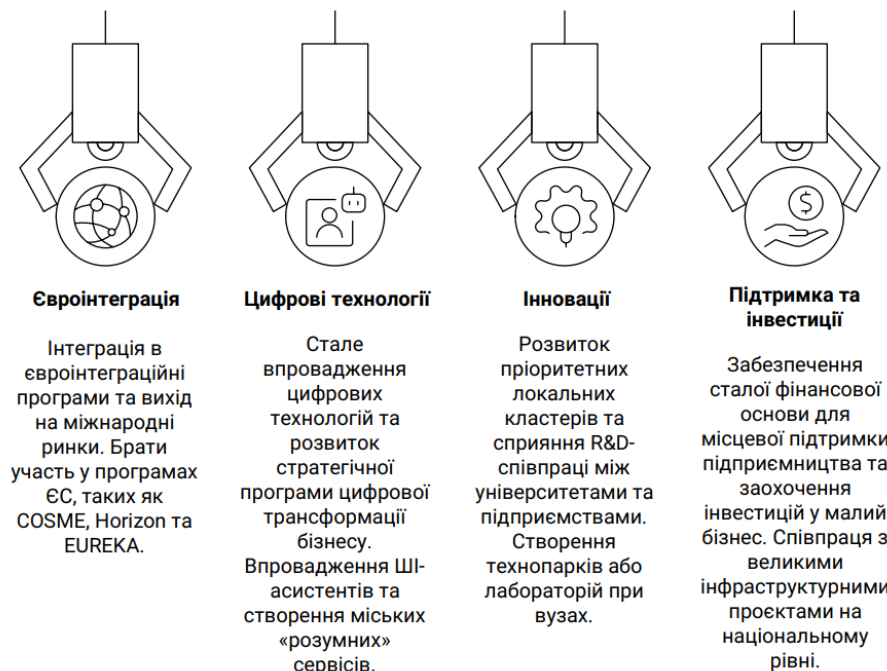 Євроінтеграція
Інтеграція в
євроінтеграційні
програми та вихід
на міжнародні
ринки. Брати
участь у програмах
ЄС, таких як
COSME, Horizon та
EUREKA.
Цифрові технології
Стале
впровадження
цифрових
технологій та
розвиток
стратегічної
програми цифрової
трансформації
бізнесу.
Впровадження ШІ-
асистентів та
створення міських
«розумних»
сервісів.
Інновації
Розвиток
пріоритетних
локальних
кластерів та
сприяння R&D-
співпраці між
університетами та
підприємствами.
Створення
технопарків або
лабораторій при
вузах.
Підтримка та
інвестиції
Забезпечення
сталої фінансової
основи для
місцевої підтримки
підприємництва та
заохочення
інвестицій у малий
бізнес. Співпраця з
великими
інфраструктурними
проєктами на
національному
рівні.
$